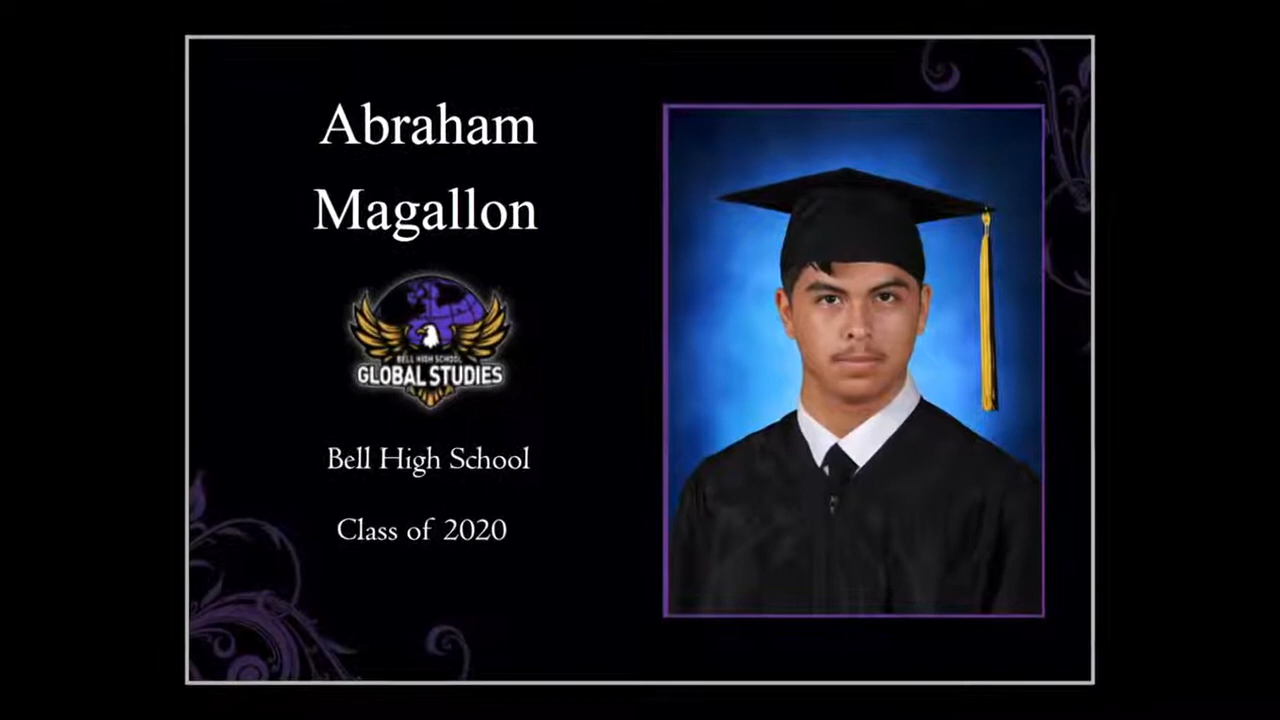 Abraham
Magallon
BELL HIGH SCHOOL
GLOBAL STUDIES
Bell High School
Class of 2020